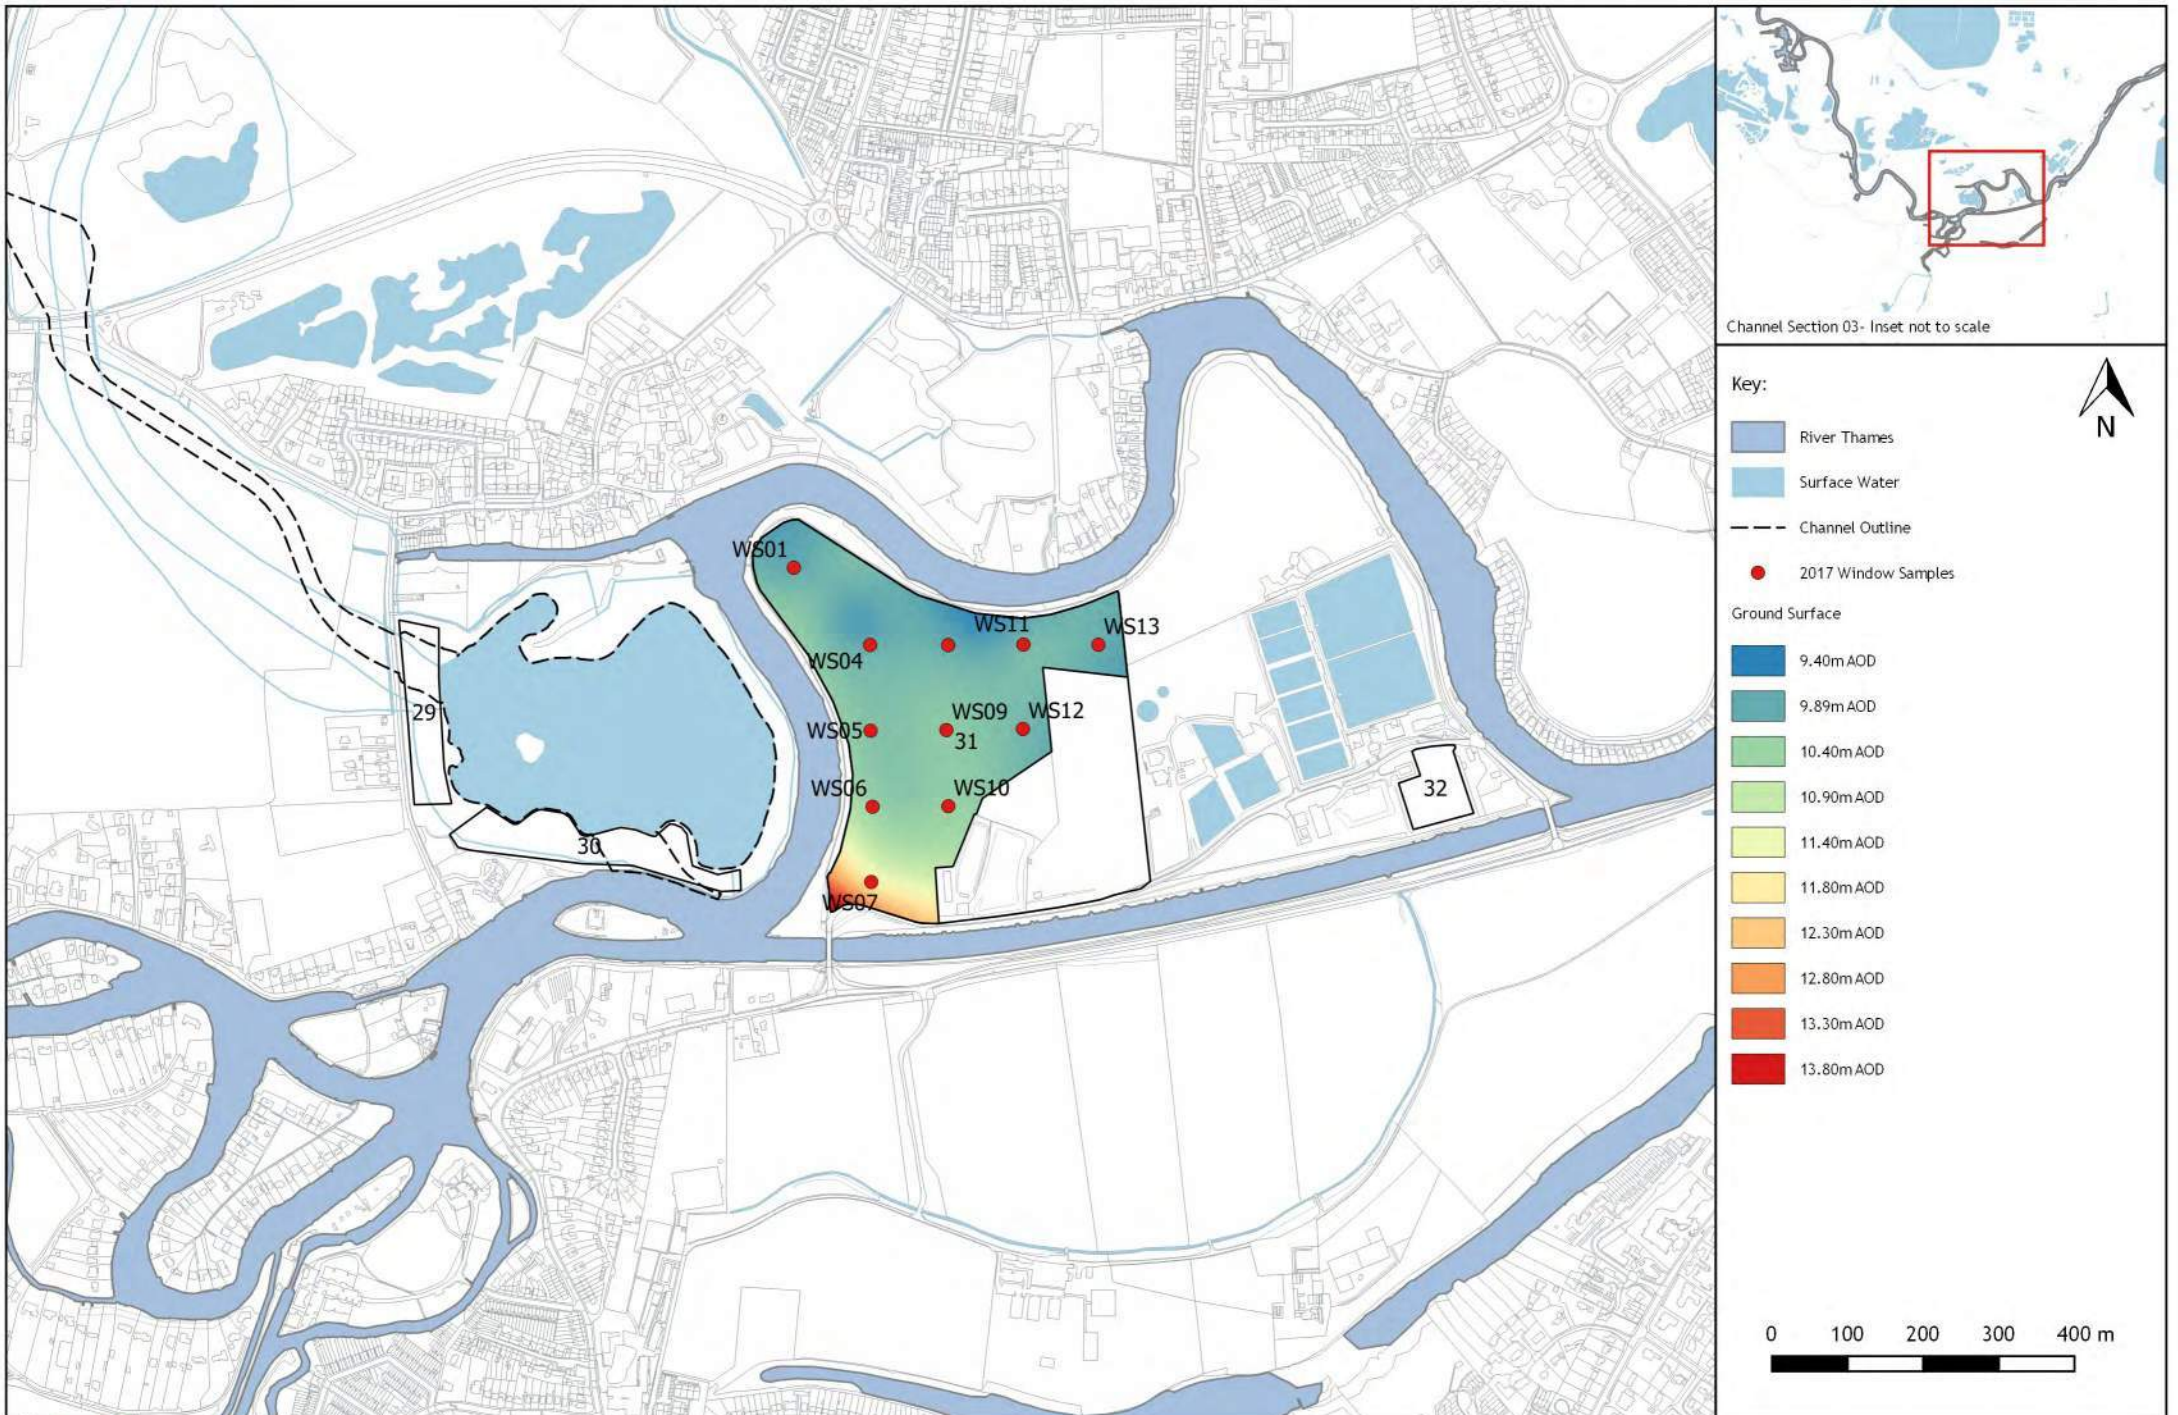 WS01
WS11
WS13
WS04
WS09
WS12
29
WS05
31
WS06
WS10
32
30
WS07
Channel Section 03- Inset not to scale
Key:
N
River Thames
Surface Water
Channel Outline
2017 Window Samples
Ground Surface
9.40m AOD
9.89m AOD
10.40m AOD
10.90m AOD
11.40m AOD
11.80m AOD
12.30m AOD
12.80m AOD
13.30m AOD
13.80m AOD
0 100 200 300 400 m